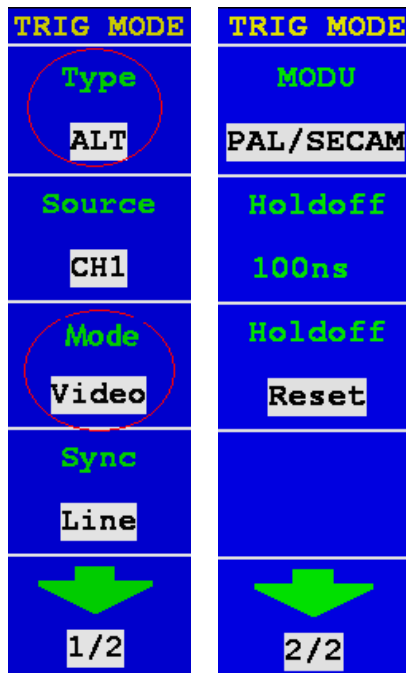 TRIG MODE
Type
ALT
Source
CH1
Mode
Video
Sync
Line
1/2
TRIG MODE
MODU
PAL/SECAM
Holdoff
100ns
Holdoff
Reset
2/2